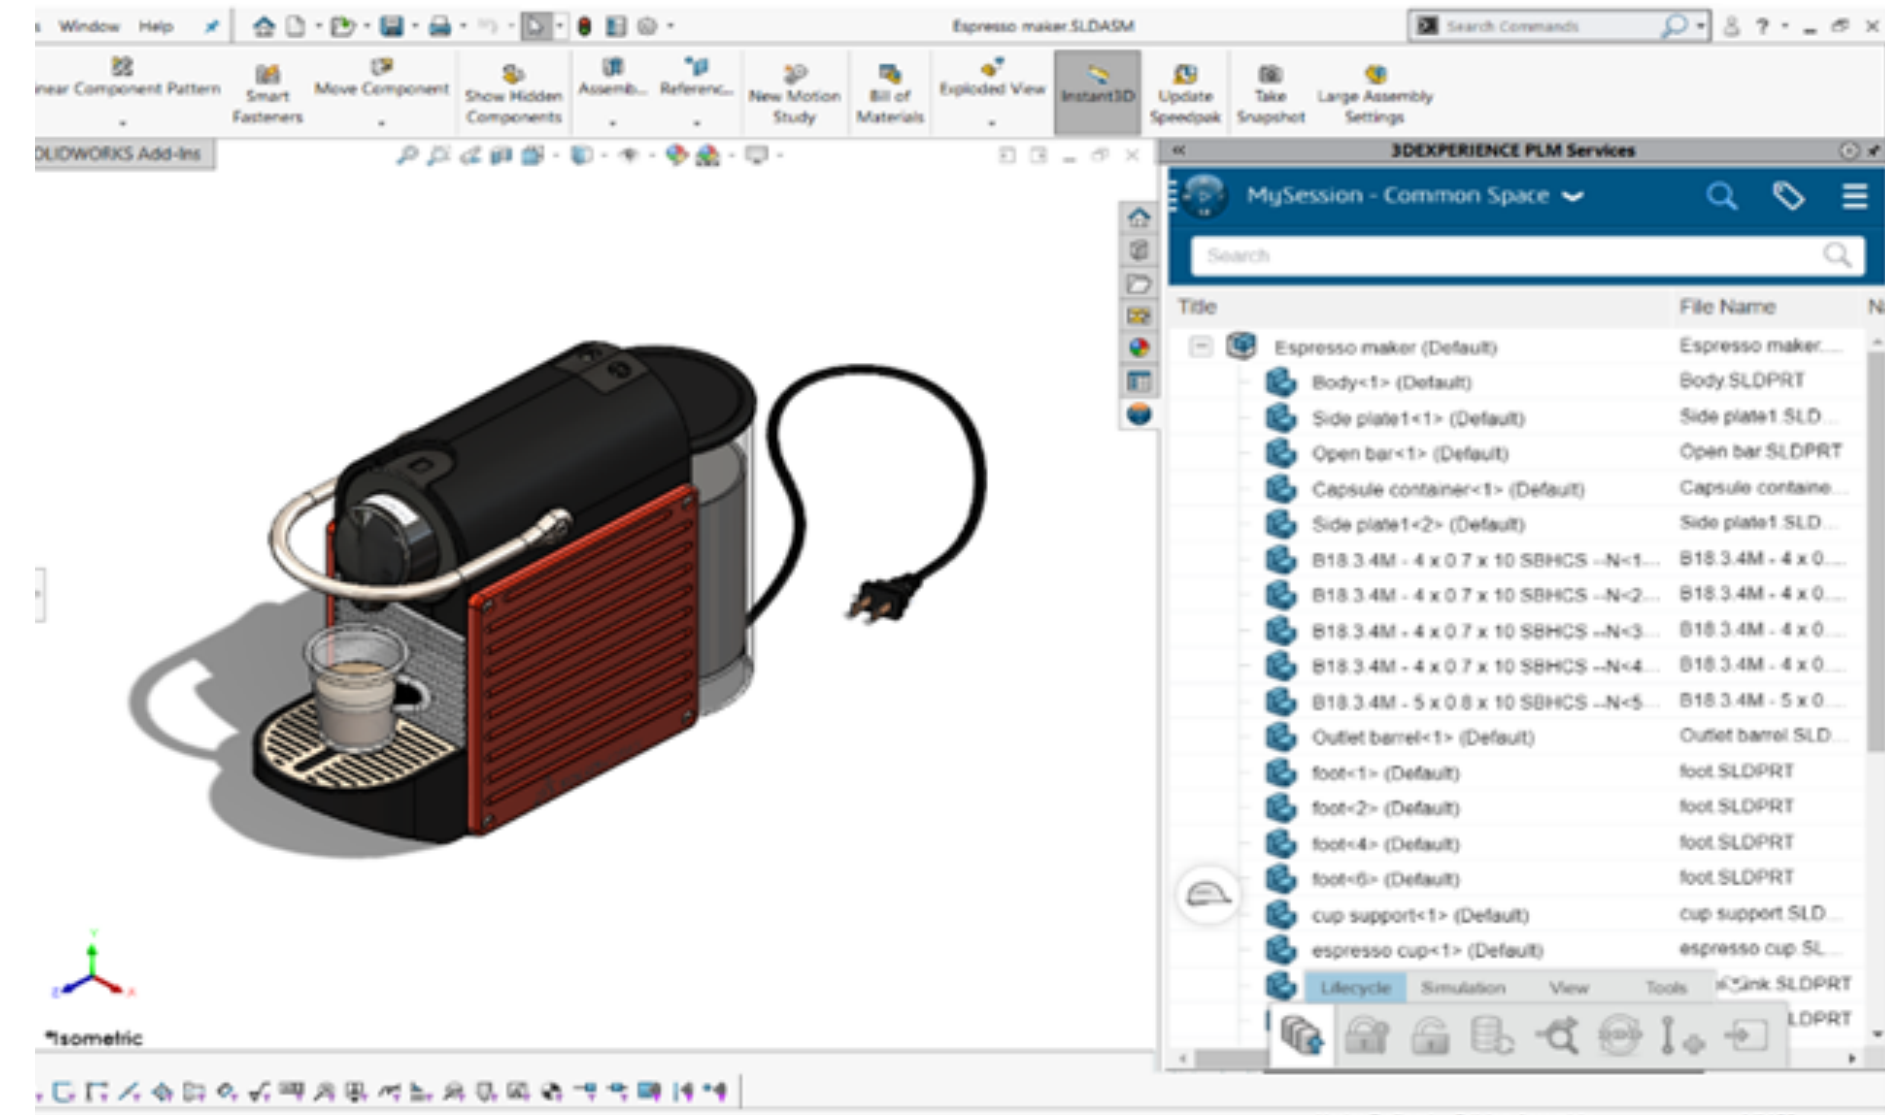 Window Help
Espresso maker.SLDASM
Search Commands
?
near Component Pattern
Smart Fasteners
Move Component
Show Hidden Components
Assemb...
Referenc...
New Motion Study
Bill of Materials
Exploded View
Instant3D
Update Speedpak
Take Snapshot
Large Assembly Settings
OLIDWORKS Add-Ins
3DEXPERIENCE PLM Services
MySession - Common Space
Search
Title File Name
Espresso maker (Default) Espresso maker....
Body<1> (Default) Body.SLDPRT
Side plate1<1> (Default) Side plate1.SLD...
Open bar<1> (Default) Open bar.SLDPRT
Capsule container<1> (Default) Capsule containe...
Side plate1<2> (Default) Side plate1.SLD...
B18.3.4M - 4 x 0.7 x 10 SBHCS --N<1... B18.3.4M - 4 x 0....
B18.3.4M - 4 x 0.7 x 10 SBHCS --N<2... B18.3.4M - 4 x 0....
B18.3.4M - 4 x 0.7 x 10 SBHCS --N<3... B18.3.4M - 4 x 0....
B18.3.4M - 4 x 0.7 x 10 SBHCS --N<4... B18.3.4M - 4 x 0....
B18.3.4M - 5 x 0.8 x 10 SBHCS --N<5... B18.3.4M - 5 x 0....
Outlet barrel<1> (Default) Outlet barrel.SLD...
foot<1> (Default) foot.SLDPRT
foot<2> (Default) foot.SLDPRT
foot<4> (Default) foot.SLDPRT
foot<6> (Default) foot.SLDPRT
cup support<1> (Default) cup support.SLD...
espresso cup<1> (Default) espresso cup.SL...
Lifecycle Simulation View Tools
*Isometric